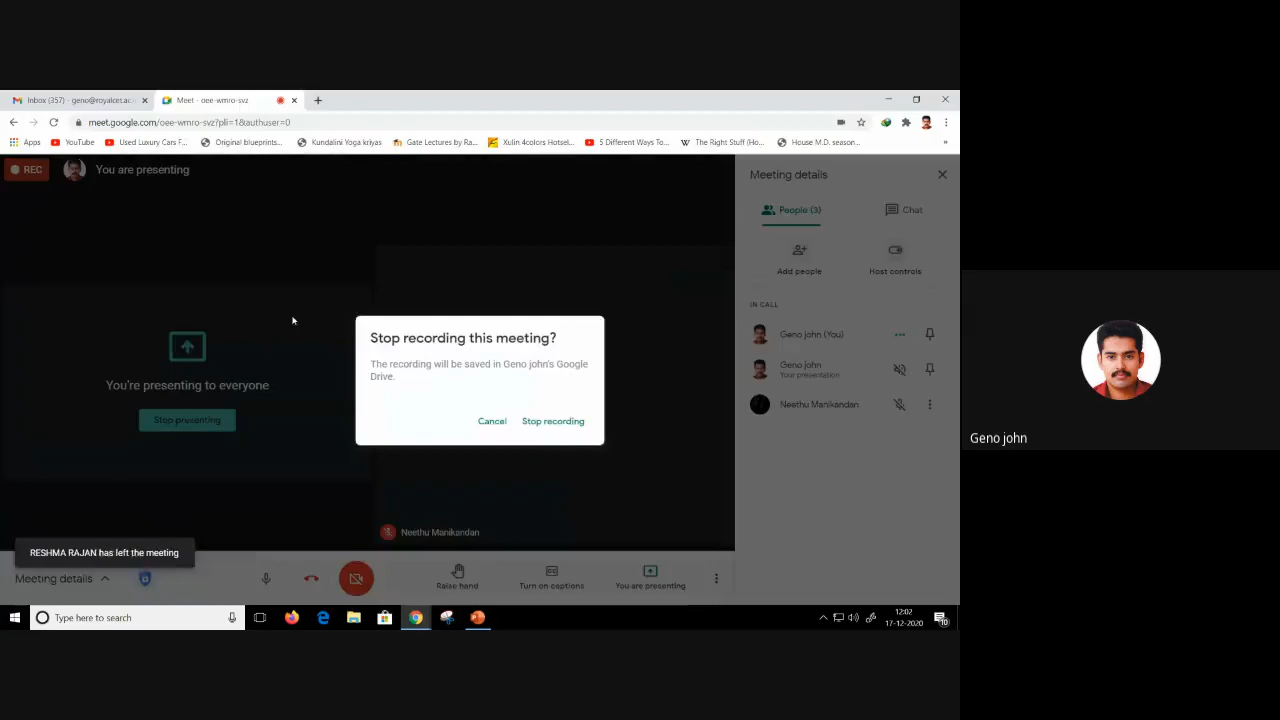 Inbox (357) - geno@royalcet.ac.
Meet - oee-wmro-svz
meet.google.com/oee-wmro-svz?pli=1&authuser=0
Apps
YouTube
Used Luxury Cars F...
Original blueprints...
Kundalini Yoga kriyas
Gate Lectures by Ra...
Xulin 4colors Hotsel...
5 Different Ways To...
The Right Stuff (Ho...
House M.D. season...
REC
You are presenting
Meeting details
People (3)
Chat
Add people
Host controls
IN CALL
Geno john (You)
Geno john
Your presentation
Neethu Manikandan
You're presenting to everyone
Stop presenting
Stop recording this meeting?
The recording will be saved in Geno john's Google
Drive.
Cancel
Stop recording
Neethu Manikandan
RESHMA RAJAN has left the meeting
Meeting details
Raise hand
Turn on captions
You are presenting
Type here to search
12:02
17-12-2020
10
Geno john